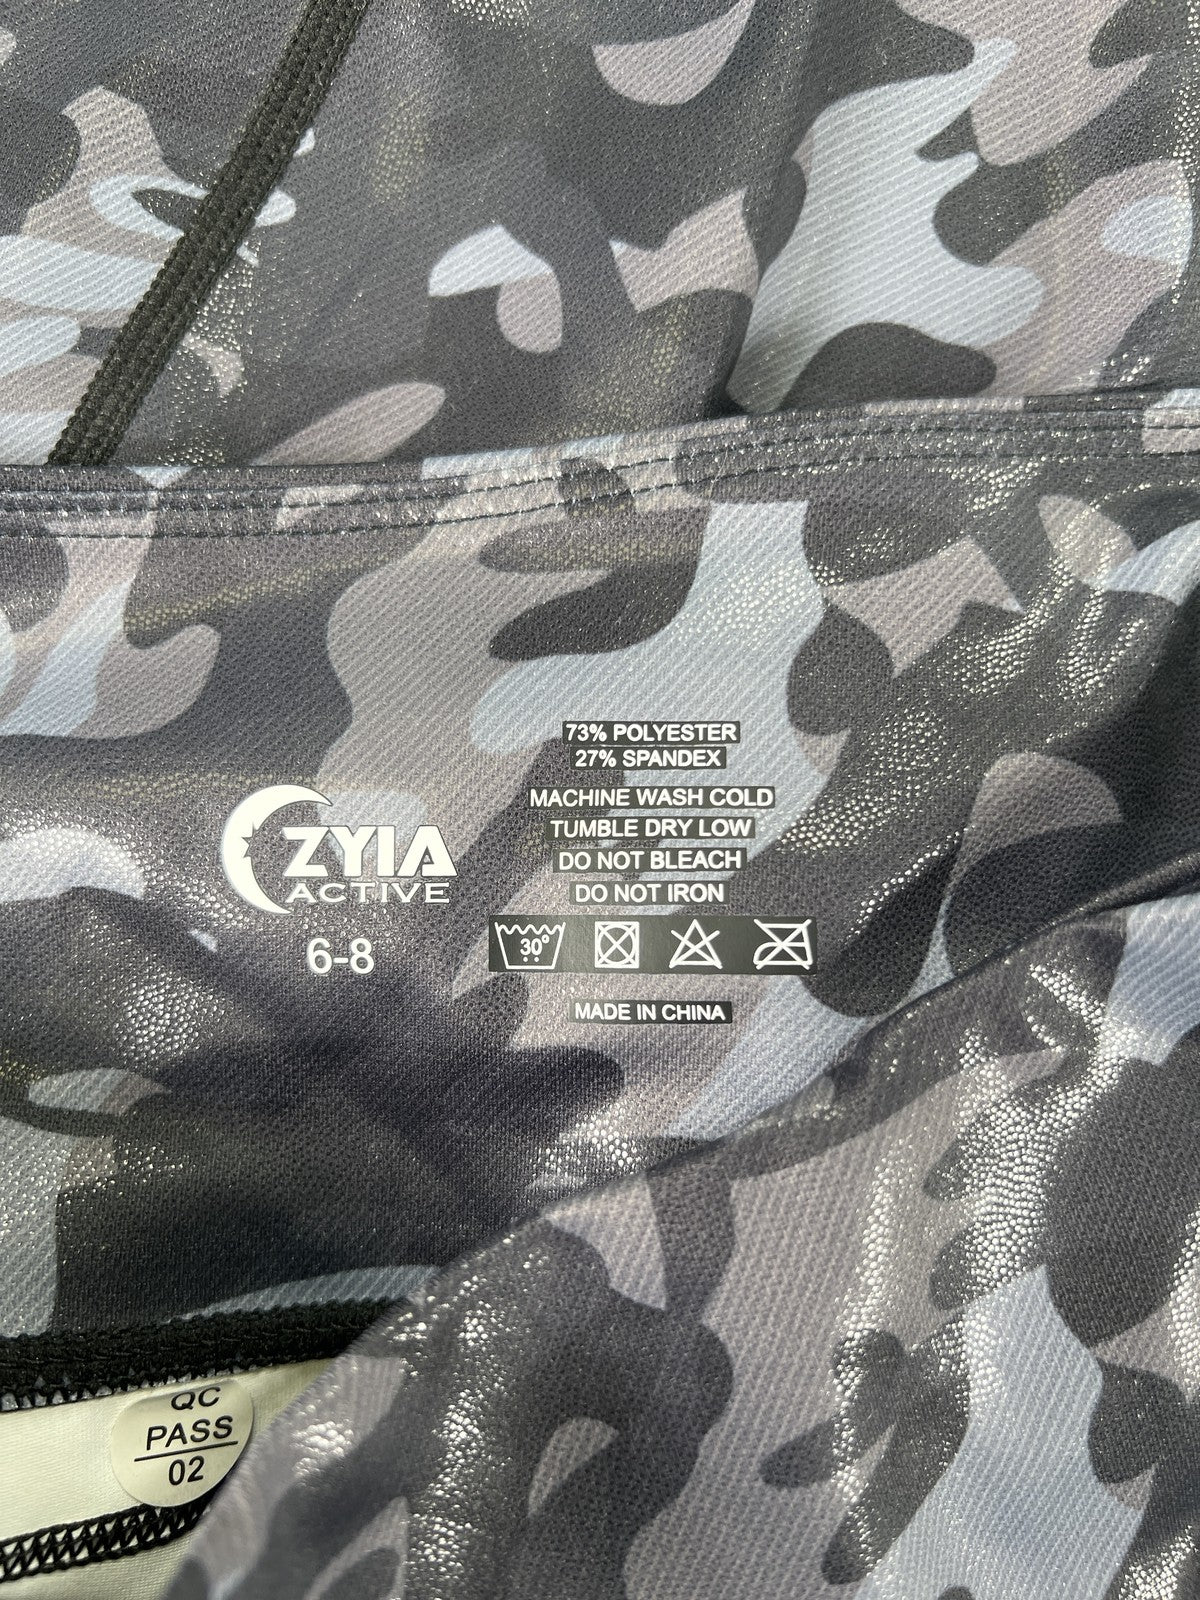 73% POLYESTER
27% SPANDEX
MACHINE WASH COLD
TUMBLE DRY LOW
DO NOT BLEACH
DO NOT IRON
30°
MADE IN CHINA
ZYIA
ACTIVE
6-8
QC
PASS
02